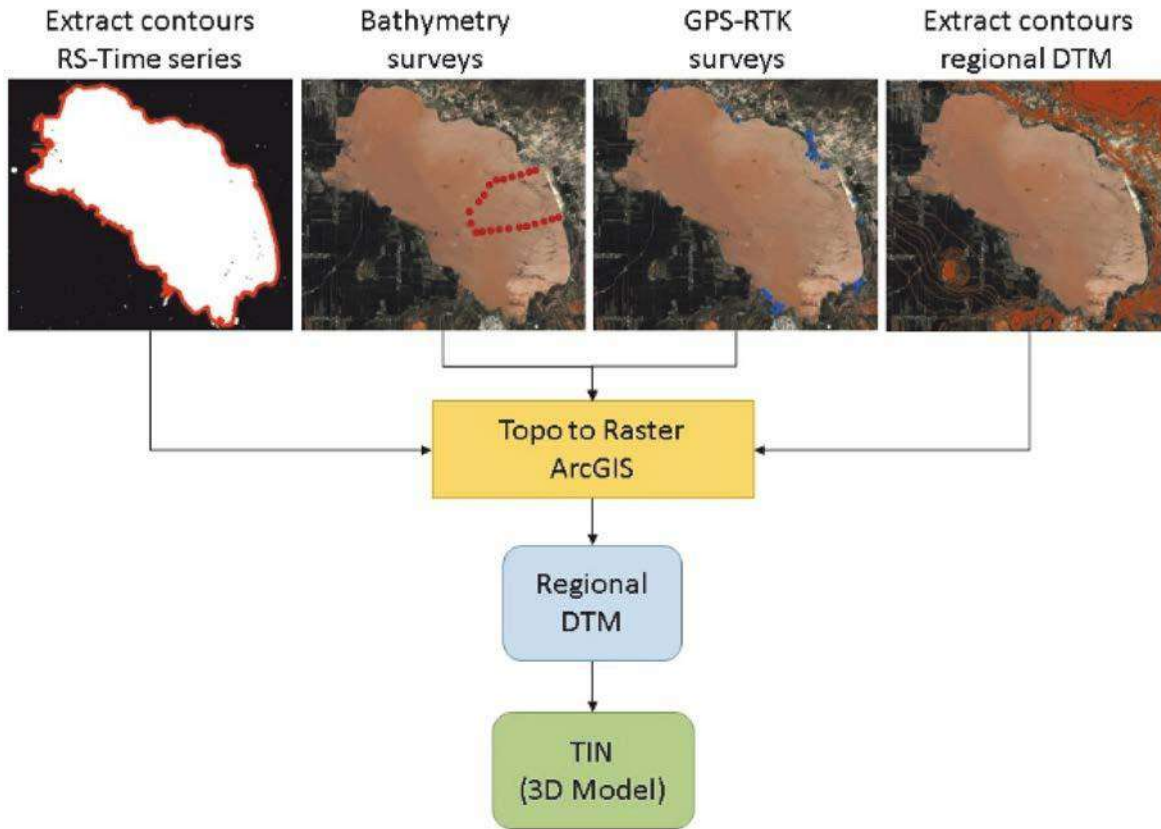 Extract contours
RS-Time series
Bathymetry
surveys
GPS-RTK
surveys
Extract contours
regional DTM
Topo to Raster
ArcGIS
Regional
DTM
TIN
(3D Model)